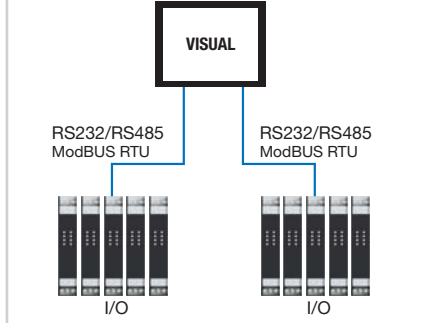 VISUAL
RS232/RS485
ModBUS RTU
RS232/RS485
ModBUS RTU
I/O
I/O